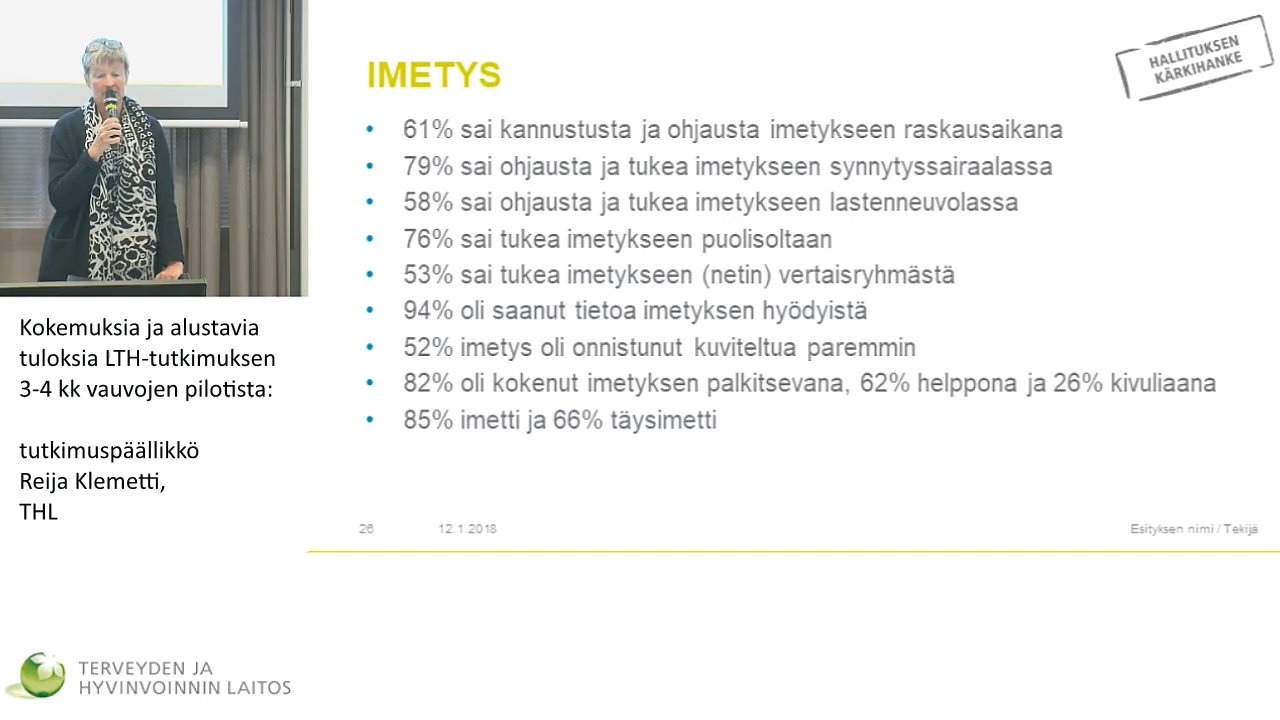 HALLITUKSEN
KÄRKIHANKE
IMETYS
• 61% sai kannustusta ja ohjausta imetykseen raskausaikana
• 79% sai ohjausta ja tukea imetykseen synnytyssairaalassa
• 58% sai ohjausta ja tukea imetykseen lastenneuvolassa
• 76% sai tukea imetykseen puolisoltaan
• 53% sai tukea imetykseen (netin) vertaisryhmästä
• 94% oli saanut tietoa imetyksen hyödyistä
• 52% imetys oli onnistunut kuviteltua paremmin
• 82% oli kokenut imetyksen palkitsevana, 62% helppona ja 26% kivuliaana
• 85% imetti ja 66% täysimetti
26 12.1.2018 Esityksen nimi / Tekijä
Kokemuksia ja alustavia
tuloksia LTH-tutkimuksen
3-4 kk vauvojen pilotista:
tutkimuspäällikkö
Reija Klemetti,
THL
TERVEYDEN JA
HYVINVOINNIN LAITOS